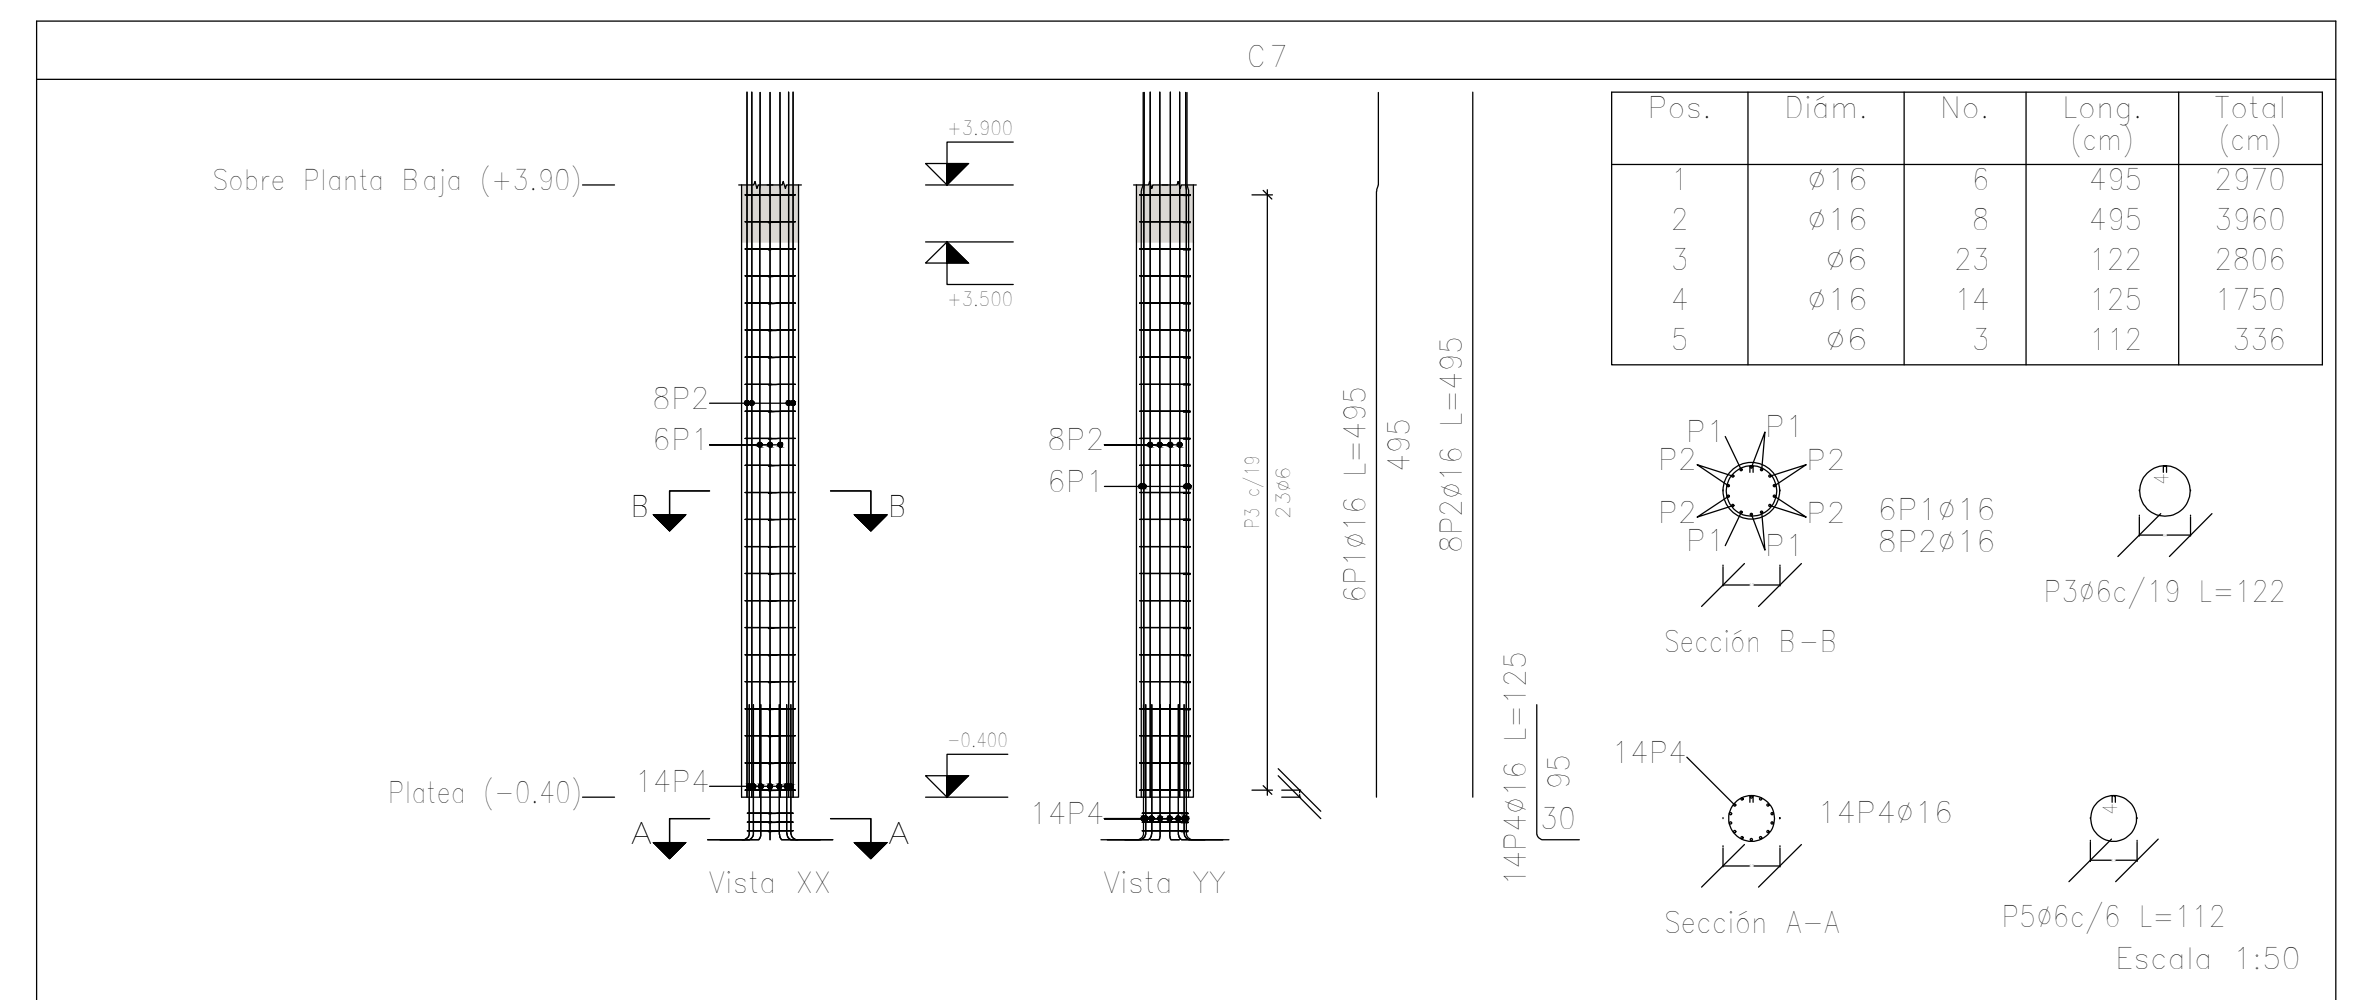 C7
Sobre Planta Baja (+3.90)
+3.900
+3.500
8P2
6P1
B
B
14P4
Platea (-0.40)
-0.400
A
A
Vista XX
8P2
6P1
14P4
Vista YY
P3 c/19
23ø6
6P1ø16 L=495
495
8P2ø16 L=495
14P4ø16 L=125
95
30
Pos. Diám. No. Long. (cm) Total (cm)
1 ø16 6 495 2970
2 ø16 8 495 3960
3 ø6 23 122 2806
4 ø16 14 125 1750
5 ø6 3 112 336
P1 P1
P2 P2
P2 P2
P1 P1
6P1ø16
8P2ø16
Sección B-B
4
P3ø6c/19 L=122
14P4
14P4ø16
Sección A-A
4
P5ø6c/6 L=112
Escala 1:50